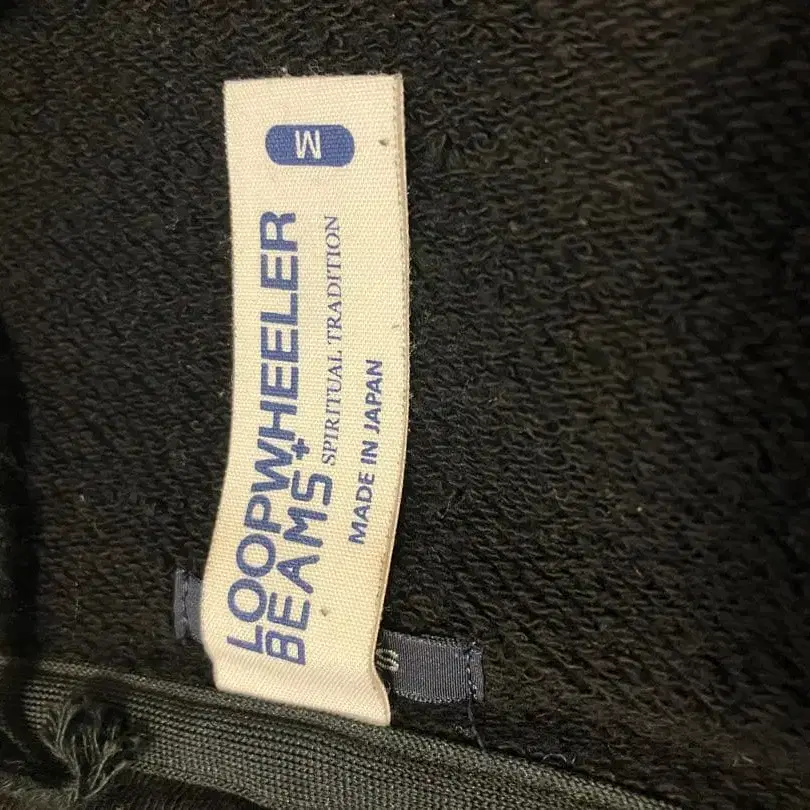 LOOPWHEELER
BEAMS+
SPIRITUAL TRADITION
MADE IN JAPAN
M
S